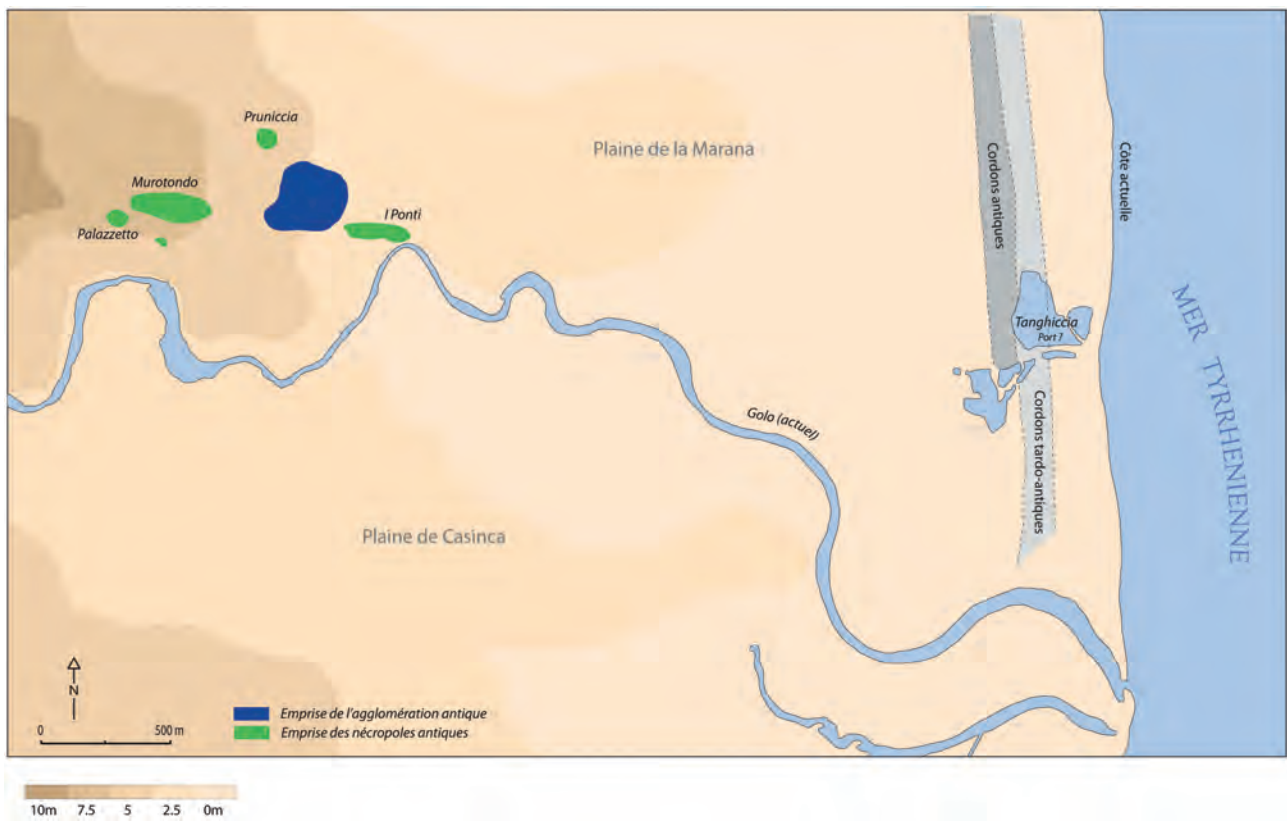 Pruniccia
Plaine de la Marana
Murotondo
I Ponti
Palazzetto
Cordons antiques
Côte actuelle
MER TYRRHENIENNE
Tanghiccia
Port ?
Golo (actuel)
Cordons tardo-antiques
Plaine de Casinca
N
0 500 m
Emprise de l'agglomération antique
Emprise des nécropoles antiques
10m 7.5 5 2.5 0m